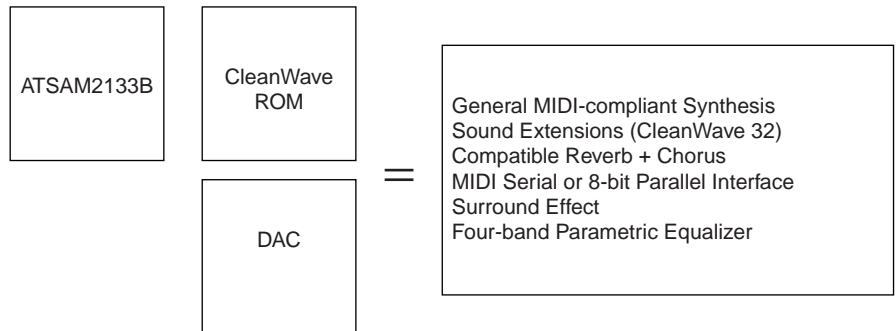 ATSAM2133B
CleanWave
ROM
DAC
=
General MIDI-compliant Synthesis
Sound Extensions (CleanWave 32)
Compatible Reverb + Chorus
MIDI Serial or 8-bit Parallel Interface
Surround Effect
Four-band Parametric Equalizer